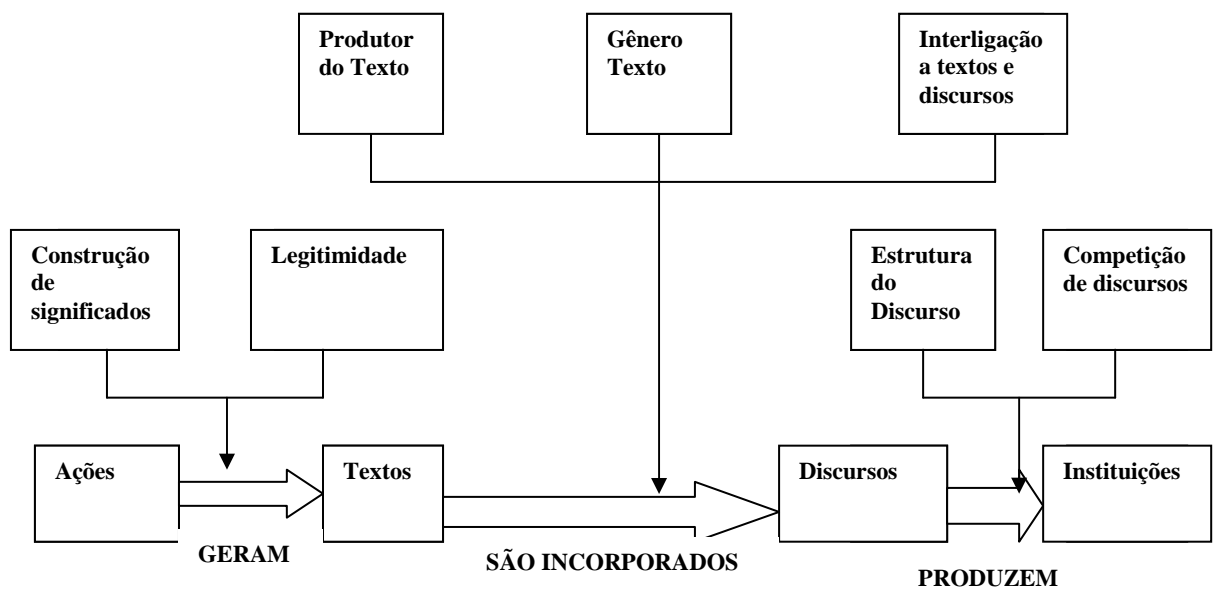 Produtor
do Texto
Gênero
Texto
Interligação
a textos e
discursos
Construção
de
significados
Legitimidade
Estrutura
do
Discurso
Competição
de discursos
Ações
Textos
Discursos
Instituições
GERAM
SÃO INCORPORADOS
PRODUZEM